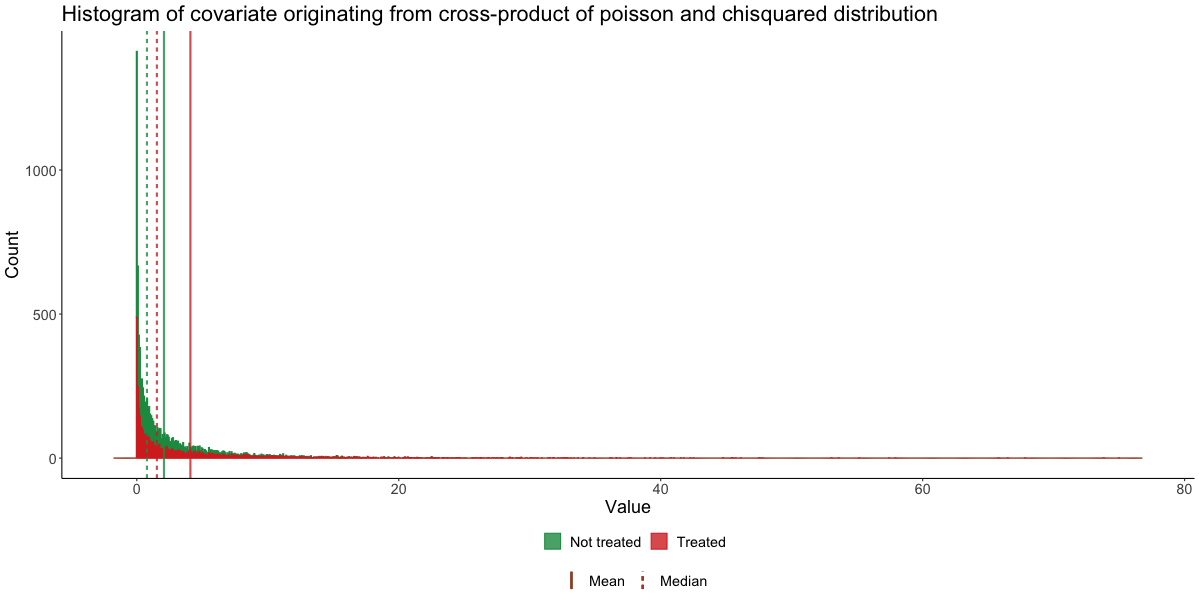 Histogram of covariate originating from cross-product of poisson and chisquared distribution
Count
1000
500
0
0 20 40 60 80
Value
Not treated Treated
Mean Median